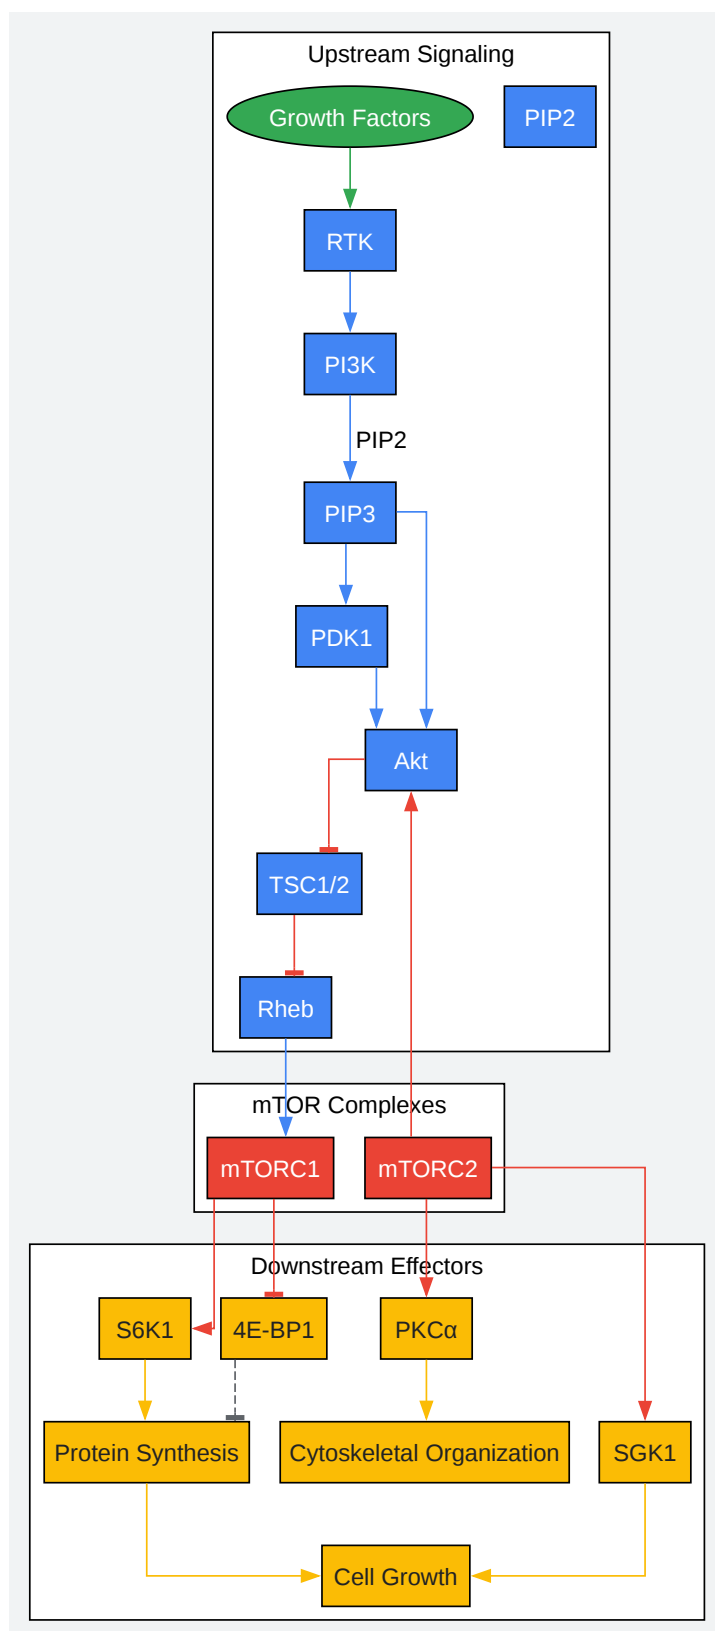 Upstream Signaling
Growth Factors
PIP2
RTK
PI3K
PIP2
PIP3
PDK1
Akt
TSC1/2
Rheb
mTOR Complexes
mTORC1
mTORC2
Downstream Effectors
S6K1
4E-BP1
PKCα
Protein Synthesis
Cytoskeletal Organization
SGK1
Cell Growth